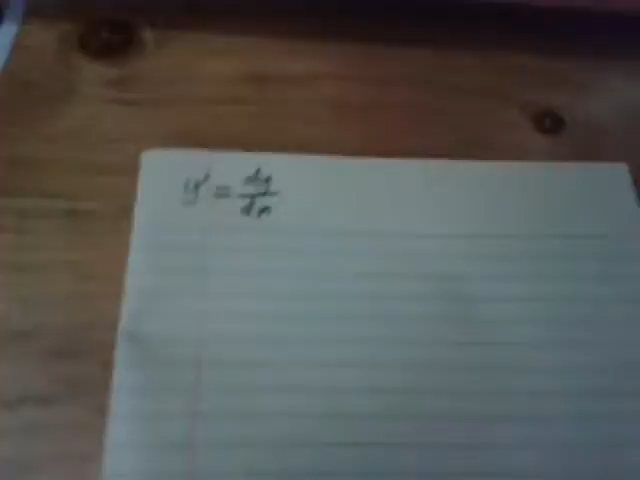 y' = dy/dx